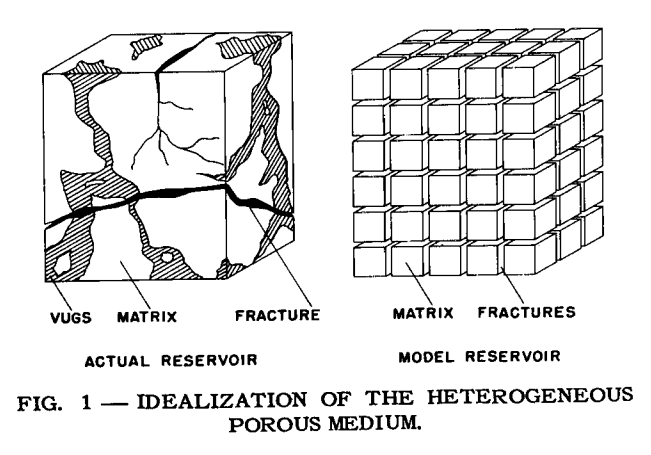 VUGS MATRIX FRACTURE
ACTUAL RESERVOIR
MATRIX FRACTURES
MODEL RESERVOIR
FIG. 1 — IDEALIZATION OF THE HETEROGENEOUS
POROUS MEDIUM.